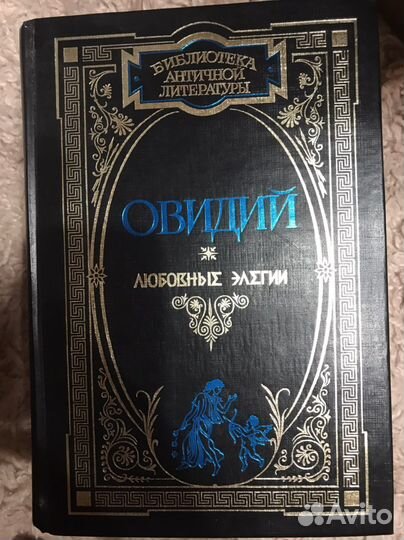 БИБЛИОТЕКА
АНТИЧНОЙ
ЛИТЕРАТУРЫ
ОВИДИЙ
ЛЮБОВНЫЕ ЭЛЕГИИ
Avito